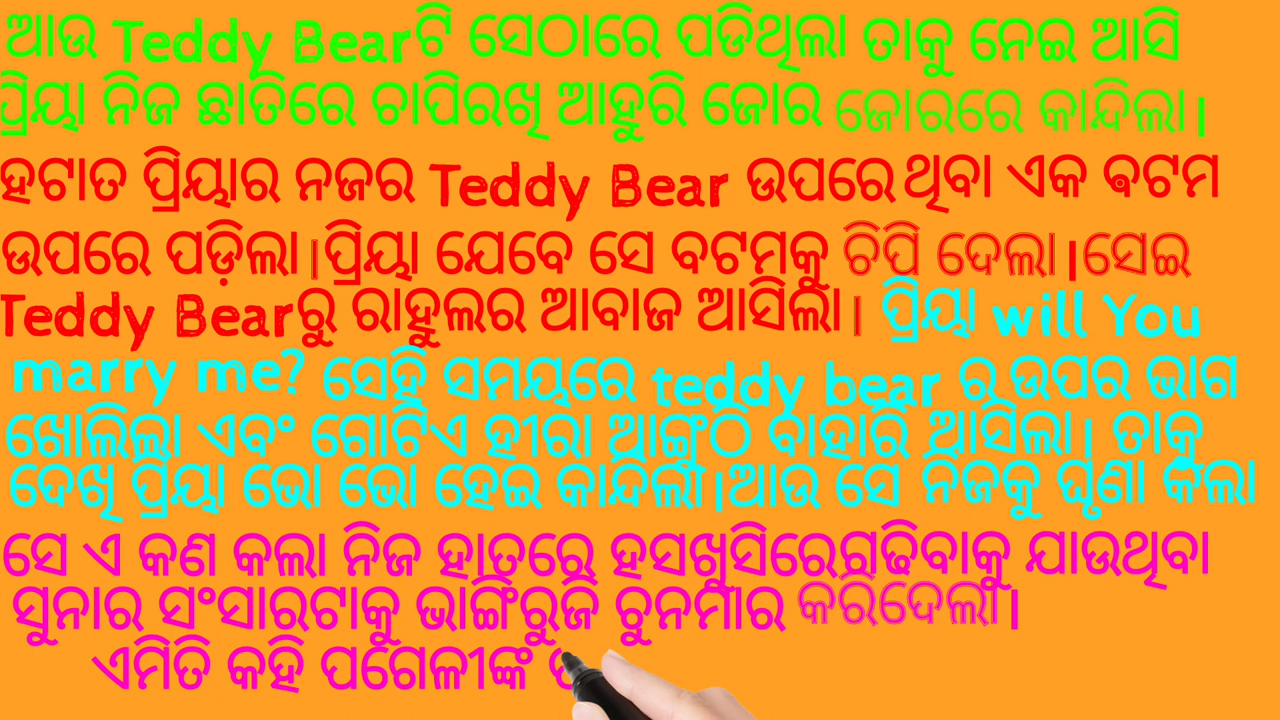 ଆଉ Teddy Bearଟି ସେଠାରେ ପଡିଥିଲା ତାକୁ ନେଇ ଆସି
ପ୍ରିୟା ନିଜ ଛାତିରେ ଚାପିରଖି ଆହୁରି ଜୋର ଜୋରରେ କାନ୍ଦିଲା।
ହଟାତ ପ୍ରିୟାର ନଜର Teddy Bear ଉପରେ ଥିବା ଏକ ଵଟମ
ଉପରେ ପଡ଼ିଲା।ପ୍ରିୟା ଯେବେ ସେ ବଟମକୁ ଚିପି ଦେଲା।ସେଇ
Teddy Bearରୁ ରାହୁଲର ଆବାଜ ଆସିଲା। ପ୍ରିୟା will You
marry me? ସେହି ସମୟରେ teddy bear ର ଉପର ଭାଗ
ଖୋଲିଲା ଏବଂ ଗୋଟିଏ ହୀରା ଆଙ୍ଗୁଠି ବାହାରି ଆସିଲା। ତାକୁ
ଦେଖି ପ୍ରିୟା ଭୋ ଭୋ ହେଇ କାନ୍ଦିଲା।ଆଉ ସେ ନିଜକୁ ଘୃଣା କଲା
ସେ ଏ କଣ କଲା ନିଜ ହାତରେ ହସଖୁସିରେଗଢିବାକୁ ଯାଉଥିବା
ସୁନାର ସଂସାରଟାକୁ ଭାଙ୍ଗିରୁଜି ଚୁନମାର କରିଦେଲା।
ଏମିତି କହି ପଗେଳୀଙ୍କ